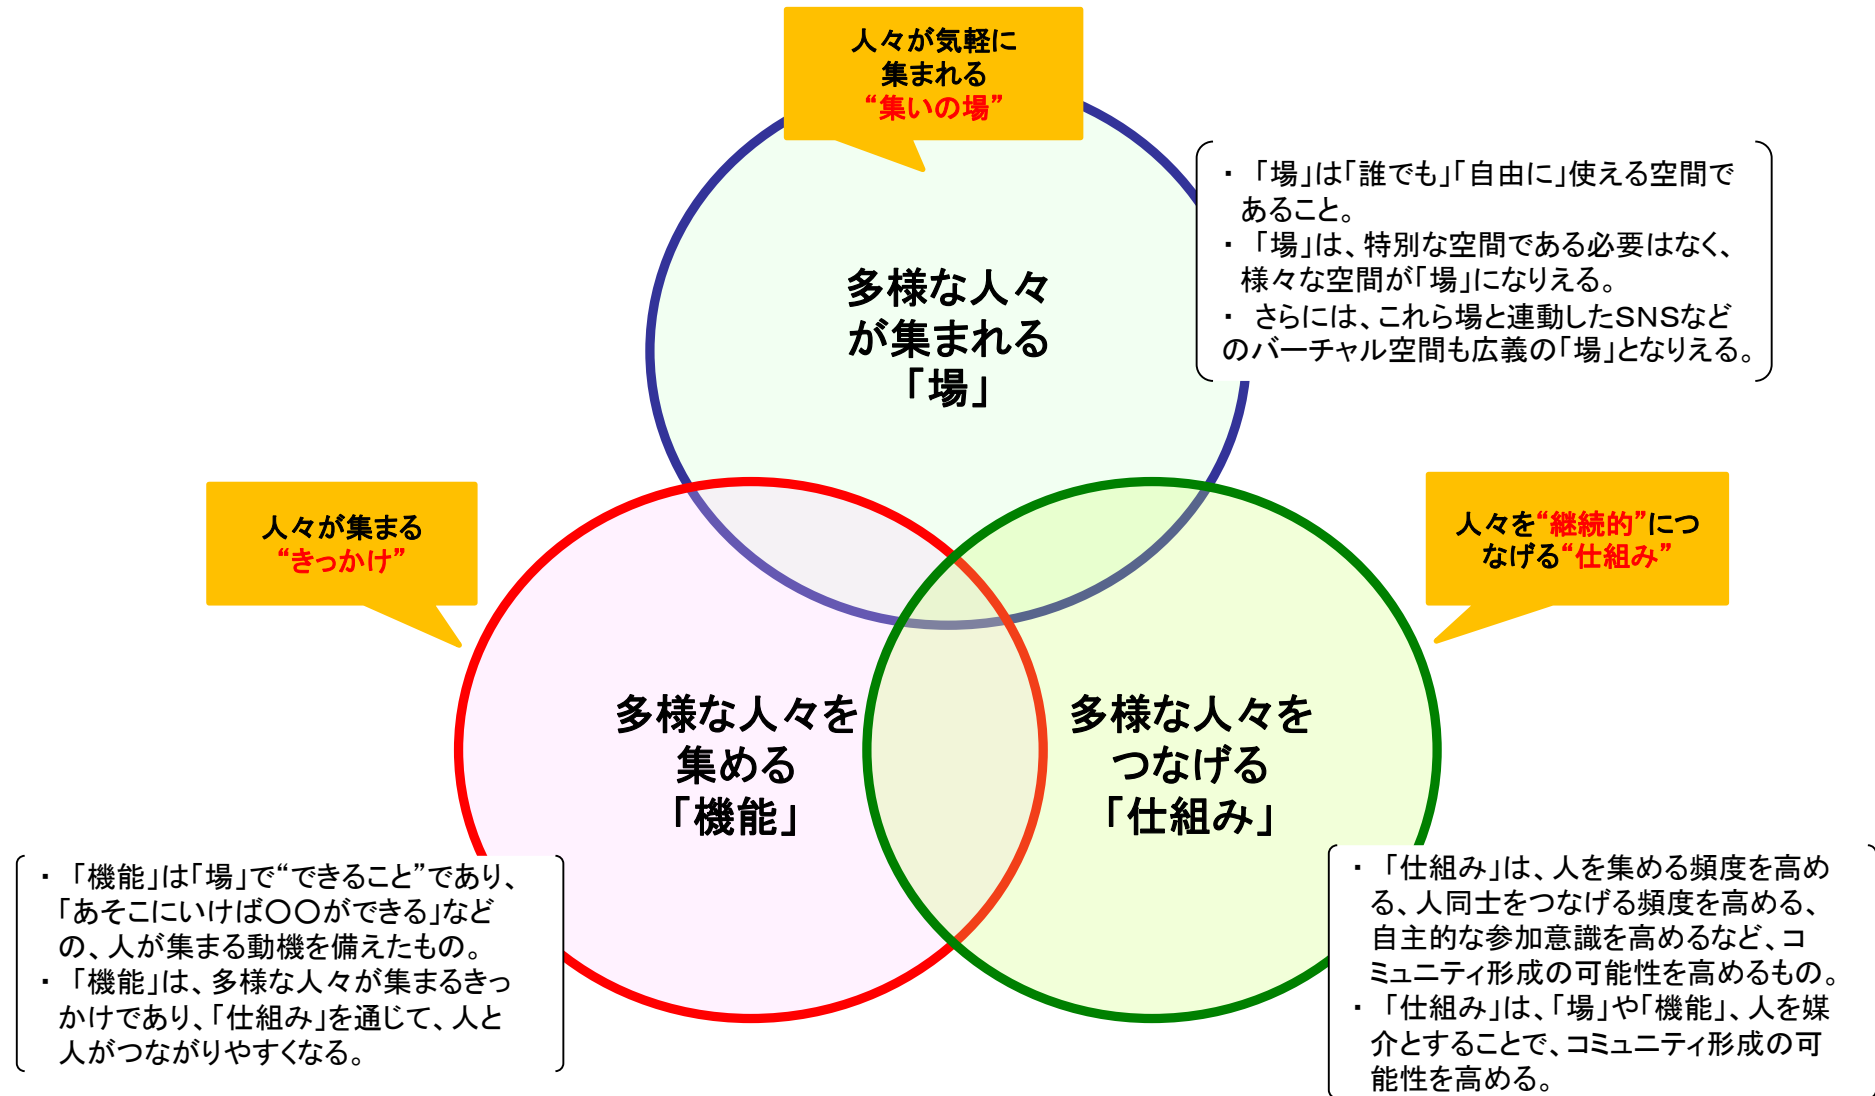 人々が気軽に
集まれる
“集いの場”
・ 「場」は「誰でも」「自由に」使える空間で
あること。
・ 「場」は、特別な空間である必要はなく、
様々な空間が「場」になりえる。
・ さらには、これら場と連動したSNSなど
のバーチャル空間も広義の「場」となりえる。
多様な人々
が集まれる
「場」
人々が集まる
“きっかけ”
人々を“継続的”につ
なげる“仕組み”
多様な人々を
集める
「機能」
多様な人々を
つなげる
「仕組み」
・ 「機能」は「場」で“できること”であり、
「あそこにいけば〇〇ができる」など
の、人が集まる動機を備えたもの。
・ 「機能」は、多様な人々が集まるきっ
かけであり、「仕組み」を通じて、人と
人がつながりやすくなる。
・ 「仕組み」は、人を集める頻度を高め
る、人同士をつなげる頻度を高める、
自主的な参加意識を高めるなど、コ
ミュニティ形成の可能性を高めるもの。
・ 「仕組み」は、「場」や「機能」、人を媒
介とすることで、コミュニティ形成の可
能性を高める。